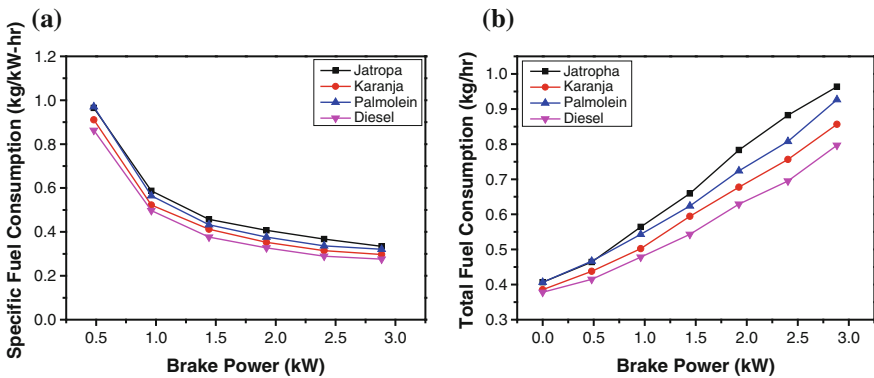 (a)
Specific Fuel Consumption (kg/kW-hr)
1.2
1.0
0.8
0.6
0.4
0.2
0.0
Jatropa
Karanja
Palmolein
Diesel
0.5 1.0 1.5 2.0 2.5 3.0
Brake Power (kW)
(b)
Total Fuel Consumption (kg/hr)
1.0
0.9
0.8
0.7
0.6
0.5
0.4
0.3
Jatropha
Karanja
Palmolein
Diesel
0.0 0.5 1.0 1.5 2.0 2.5 3.0
Brake Power (kW)